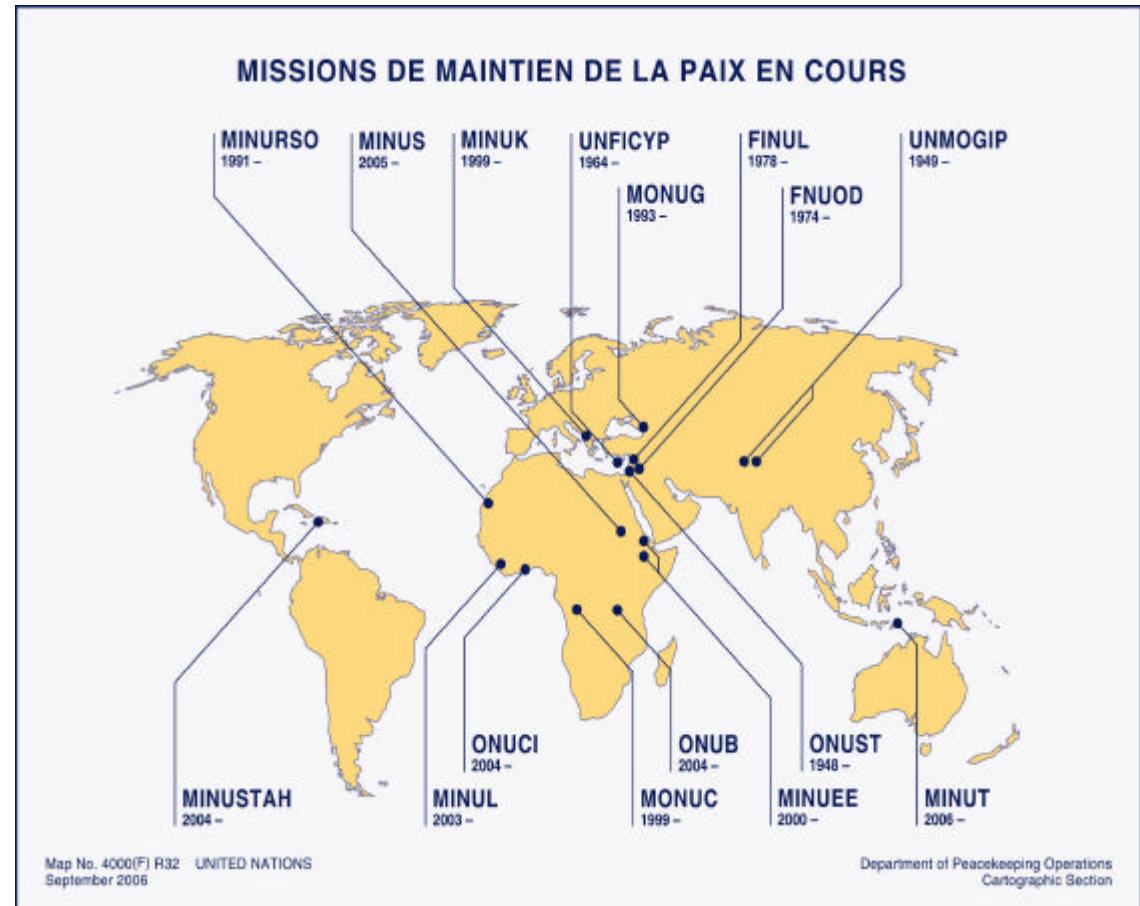 MISSIONS DE MAINTIEN DE LA PAIX EN COURS
MINURSO
1991 –
MINUS
2005 –
MINUK
1999 –
UNFICYP
1964 –
FINUL
1978 –
UNMOGIP
1949 –
MONUG
1993 –
FNUOD
1974 –
ONUCI
2004 –
ONUB
2004 –
ONUST
1948 –
MINUSTAH
2004 –
MINUL
2003 –
MONUC
1999 –
MINUEE
2000 –
MINUT
2006 –
Map No. 4000(F) R32 UNITED NATIONS
September 2006
Department of Peacekeeping Operations
Cartographic Section